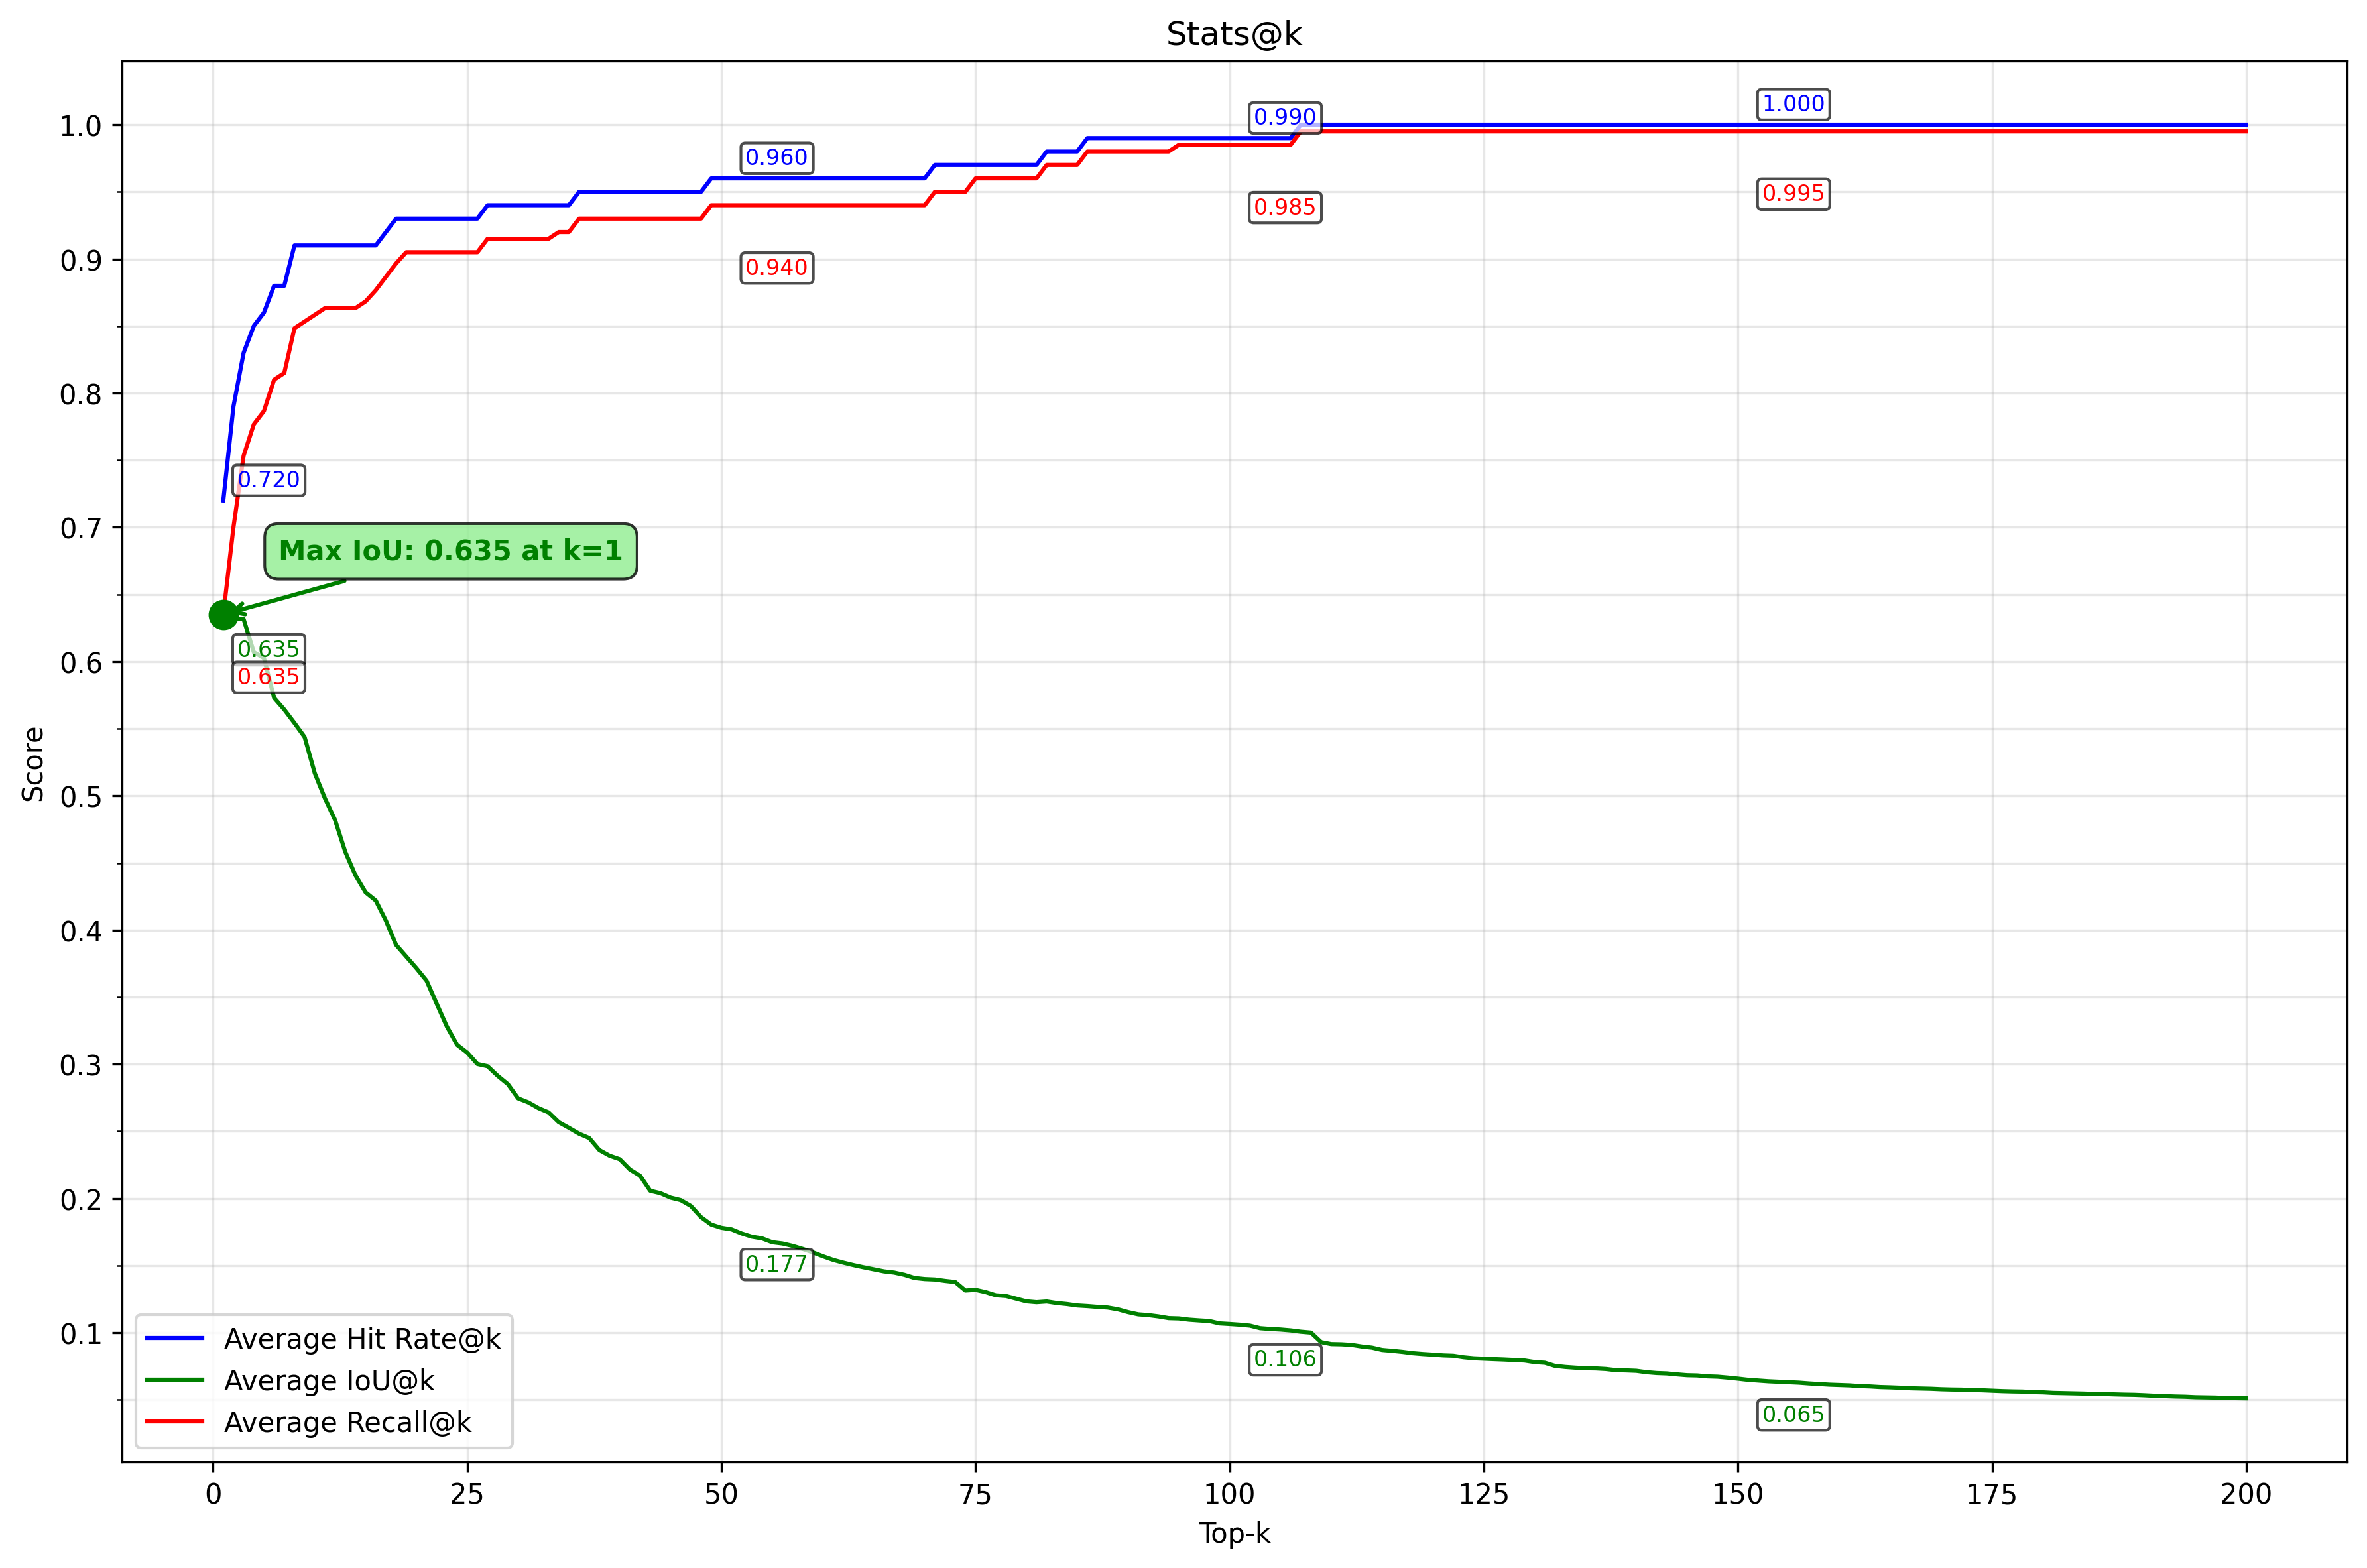 Stats@k
Score
1.0
0.9
0.8
0.7
0.6
0.5
0.4
0.3
0.2
0.1
0.720
0.960
0.990
1.000
0.940
0.985
0.995
Max IoU: 0.635 at k=1
0.635
0.635
0.177
0.106
0.065
Average Hit Rate@k
Average IoU@k
Average Recall@k
0 25 50 75 100 125 150 175 200
Top-k